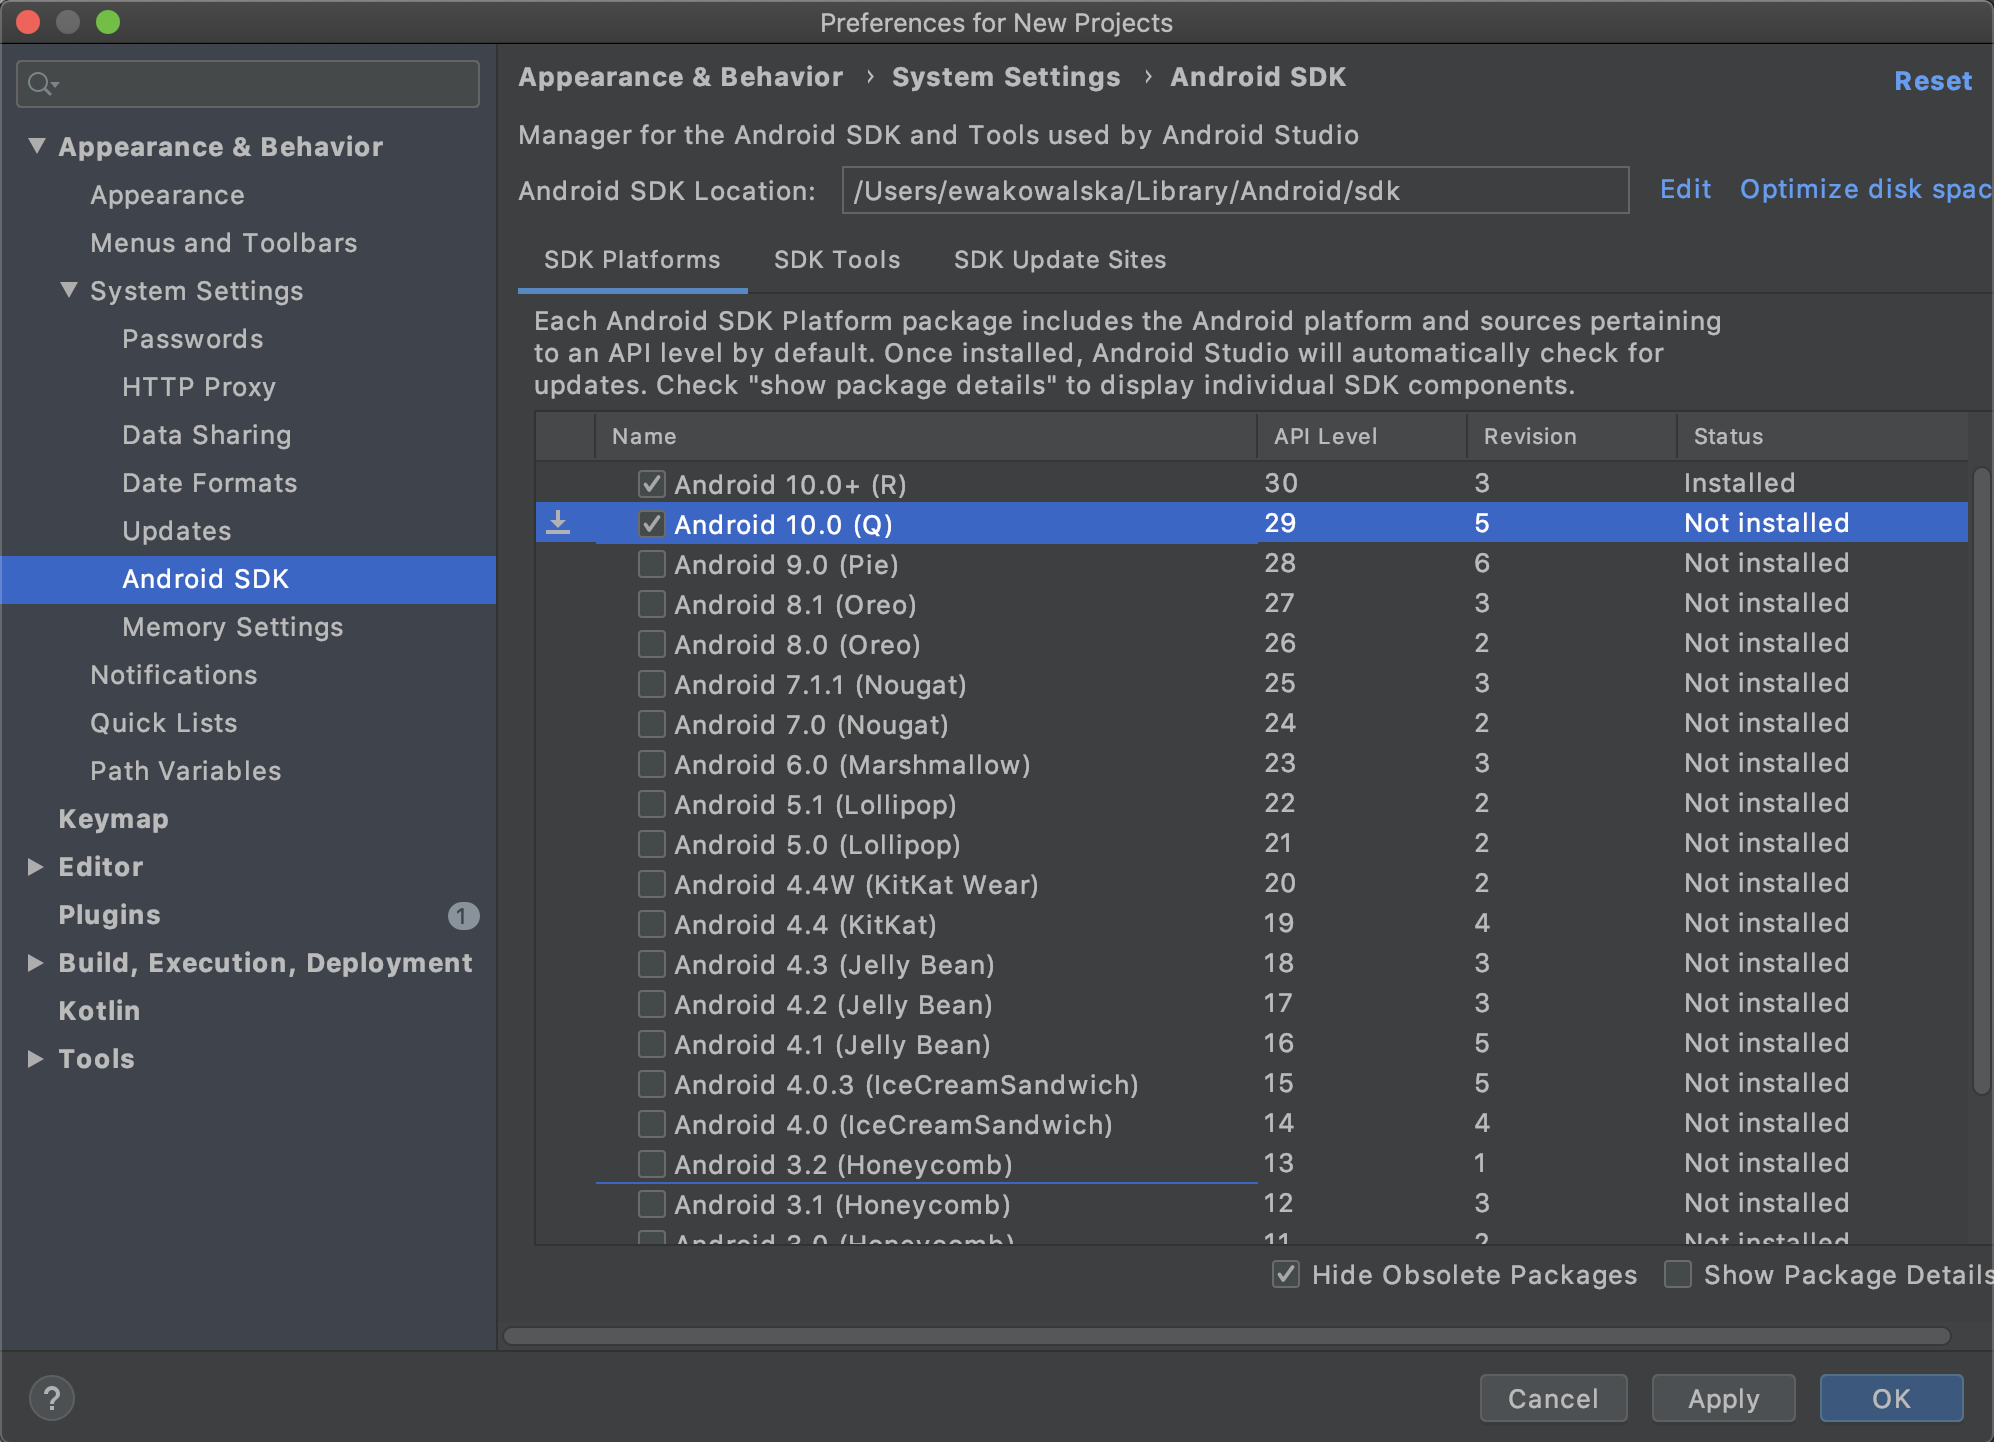 Preferences for New Projects
Appearance & Behavior
Appearance
Menus and Toolbars
System Settings
Passwords
HTTP Proxy
Data Sharing
Date Formats
Updates
Android SDK
Memory Settings
Notifications
Quick Lists
Path Variables
Keymap
Editor
Plugins 1
Build, Execution, Deployment
Kotlin
Tools
Appearance & Behavior › System Settings › Android SDK Reset
Manager for the Android SDK and Tools used by Android Studio
Android SDK Location: /Users/ewakowalska/Library/Android/sdk Edit Optimize disk spac
SDK Platforms SDK Tools SDK Update Sites
Each Android SDK Platform package includes the Android platform and sources pertaining
to an API level by default. Once installed, Android Studio will automatically check for
updates. Check "show package details" to display individual SDK components.
Name API Level Revision Status
Android 10.0+ (R) 30 3 Installed
Android 10.0 (Q) 29 5 Not installed
Android 9.0 (Pie) 28 6 Not installed
Android 8.1 (Oreo) 27 3 Not installed
Android 8.0 (Oreo) 26 2 Not installed
Android 7.1.1 (Nougat) 25 3 Not installed
Android 7.0 (Nougat) 24 2 Not installed
Android 6.0 (Marshmallow) 23 3 Not installed
Android 5.1 (Lollipop) 22 2 Not installed
Android 5.0 (Lollipop) 21 2 Not installed
Android 4.4W (KitKat Wear) 20 2 Not installed
Android 4.4 (KitKat) 19 4 Not installed
Android 4.3 (Jelly Bean) 18 3 Not installed
Android 4.2 (Jelly Bean) 17 3 Not installed
Android 4.1 (Jelly Bean) 16 5 Not installed
Android 4.0.3 (IceCreamSandwich) 15 5 Not installed
Android 4.0 (IceCreamSandwich) 14 4 Not installed
Android 3.2 (Honeycomb) 13 1 Not installed
Android 3.1 (Honeycomb) 12 3 Not installed
Android 3.0 (Honeycomb) 11 2 Not installed
Hide Obsolete Packages Show Package Details
? Cancel Apply OK